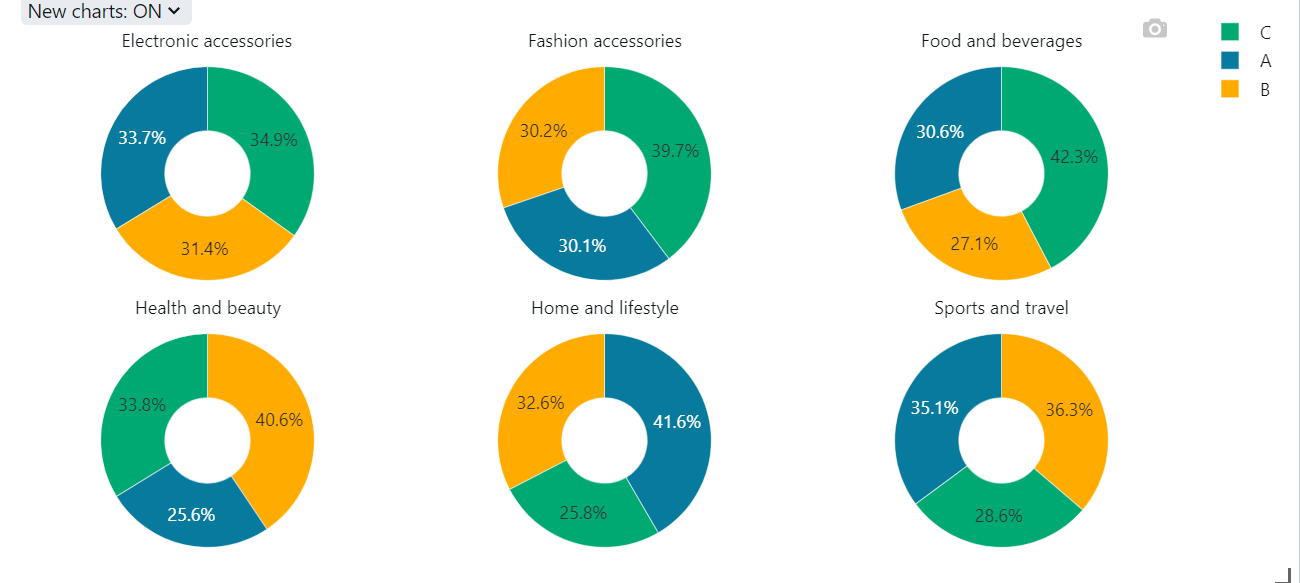 New charts: ON
Electronic accessories
Fashion accessories
Food and beverages
C
A
B
33.7%
34.9%
31.4%
30.2%
39.7%
30.1%
30.6%
42.3%
27.1%
Health and beauty
Home and lifestyle
Sports and travel
33.8%
40.6%
25.6%
32.6%
41.6%
25.8%
35.1%
36.3%
28.6%